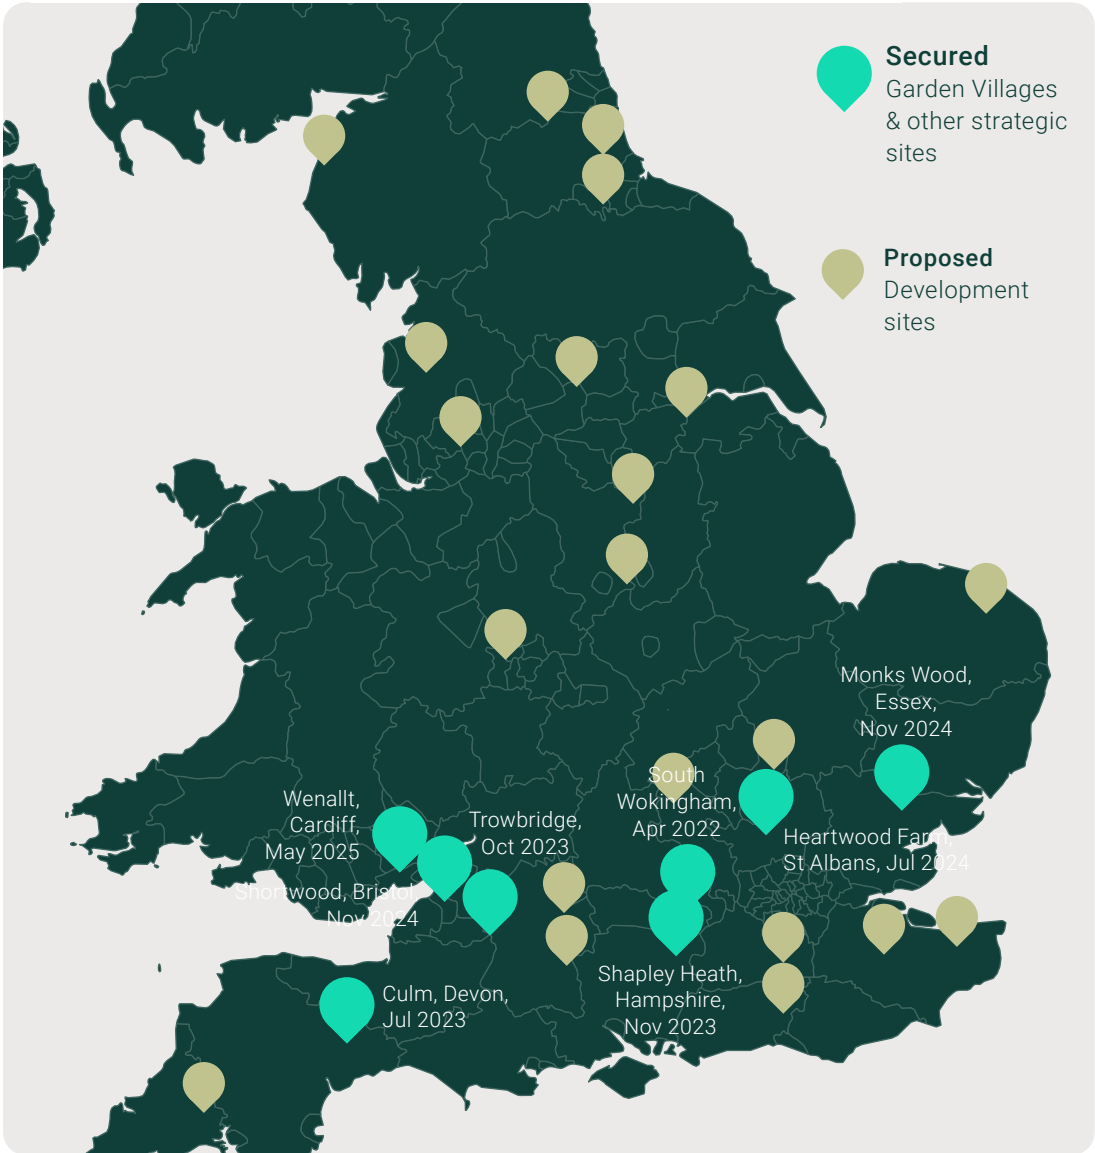 Secured
Garden Villages
& other strategic
sites
Proposed
Development
sites
Monks Wood,
Essex,
Nov 2024
South
Wokingham,
Apr 2022
Wenallt,
Cardiff,
May 2025
Trowbridge,
Oct 2023
Heartwood Farm,
St Albans, Jul 2024
Shortwood, Bristol,
Nov 2024
Shapley Heath,
Hampshire,
Nov 2023
Culm, Devon,
Jul 2023